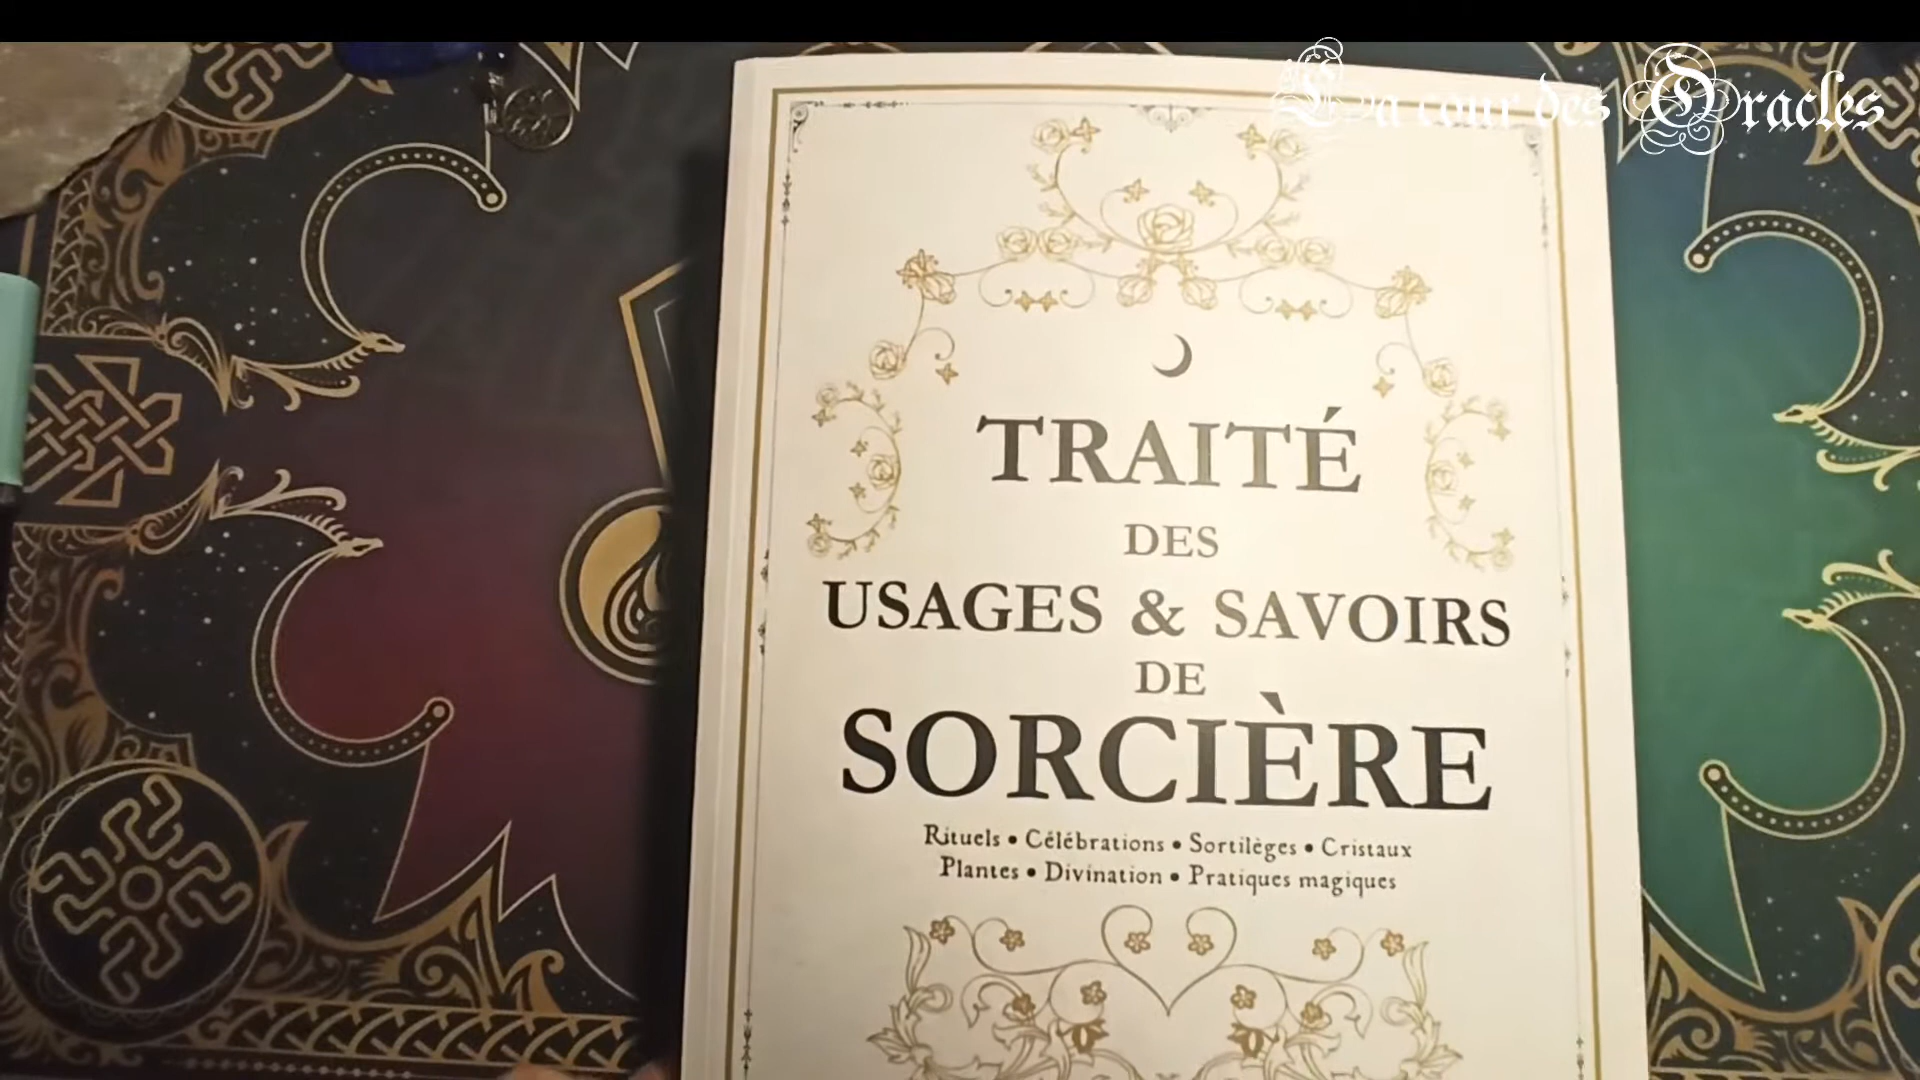 La cour des Oracles
TRAITÉ
DES
USAGES & SAVOIRS
DE
SORCIÈRE
Rituels • Célébrations • Sortilèges • Cristaux
Plantes • Divination • Pratiques magiques